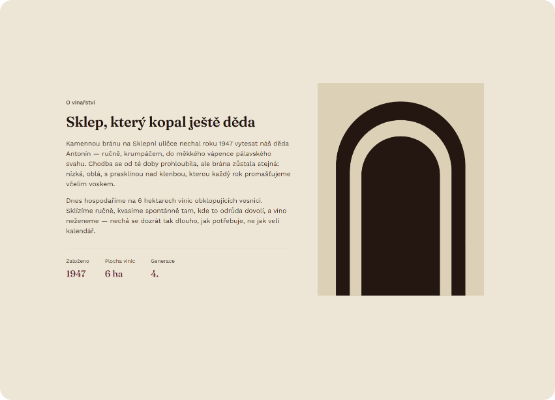 O vinařství
Sklep, který kopal ještě děda
Kamennou bránu na Sklepní uličce nechal roku 1947 vytesat náš děda
Antonín — ručně, krumpáčem, do měkkého vápence pálavského
svahu. Chodba se od té doby prohloubila, ale brána zůstala stejná:
nízká, oblá, s prasklinou nad klenbou, kterou každý rok promašťujeme
včelím voskem.
Dnes hospodaříme na 6 hektarech vinic obklopujících vesnici.
Sklízíme ručně, kvasíme spontánně tam, kde to odrůda dovolí, a víno
neženeme — nechá se dozrát tak dlouho, jak potřebuje, ne jak velí
kalendář.
Založeno
Plocha vinic
Generace
1947
6 ha
4.